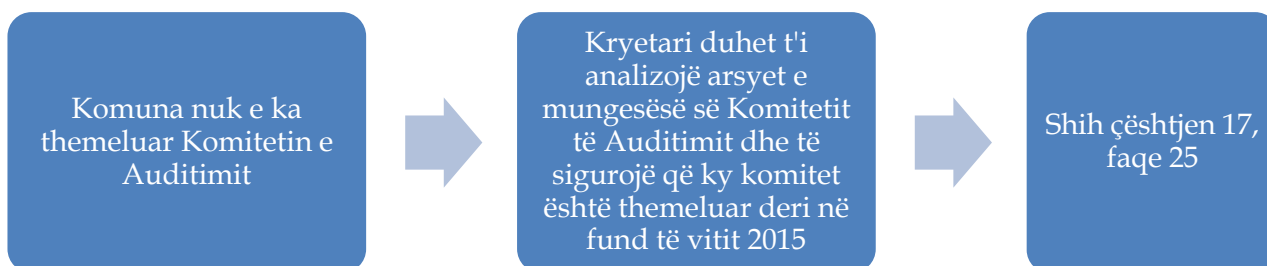 Komuna nuk e ka
themeluar Komitetin e
Auditimit
Kryetari duhet t'i
analizojë arsyet e
mungesësë së Komitetit
të Auditimit dhe të
sigurojë që ky komitet
është themeluar deri në
fund të vitit 2015
Shih çështjen 17,
faqe 25